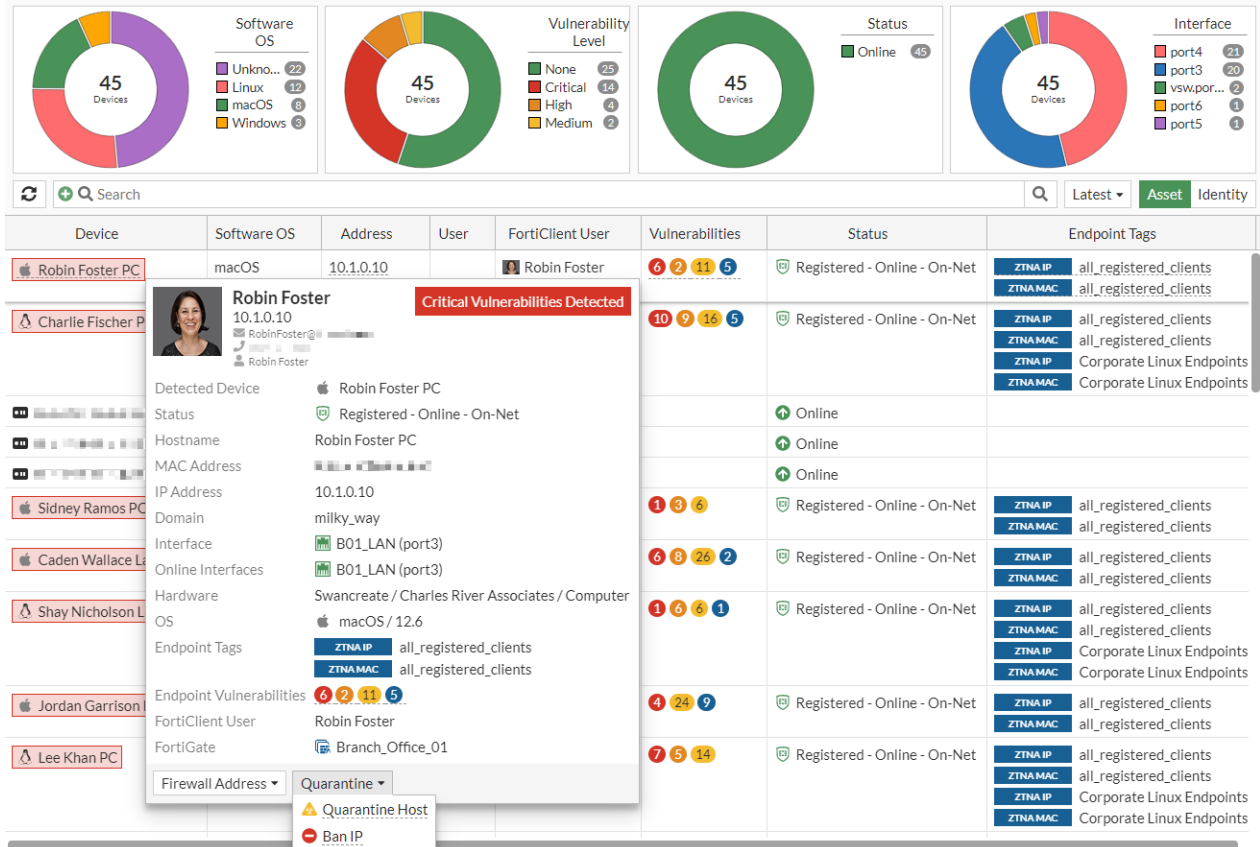 Software OS
45
Devices
Unkno... 22
Linux 12
macOS 8
Windows 3
Vulnerability Level
45
Devices
None 25
Critical 14
High 4
Medium 2
Status
45
Devices
Online 45
Interface
45
Devices
port4 21
port3 20
vsw.por... 2
port6 1
port5 1
Search
Latest
Asset
Identity
Device Software OS Address User FortiClient User Vulnerabilities Status Endpoint Tags
Robin Foster PC macOS 10.1.0.10 Robin Foster 6 2 11 5 Registered - Online - On-Net ZTNA IP all_registered_clients
ZTNA MAC all_registered_clients
Charlie Fischer P 10 9 16 5 Registered - Online - On-Net ZTNA IP all_registered_clients
ZTNA MAC all_registered_clients
ZTNA IP Corporate Linux Endpoints
ZTNA MAC Corporate Linux Endpoints
Online
Online
Online
Sidney Ramos PC 1 3 6 Registered - Online - On-Net ZTNA IP all_registered_clients
ZTNA MAC all_registered_clients
Caden Wallace La 6 8 26 2 Registered - Online - On-Net ZTNA IP all_registered_clients
ZTNA MAC all_registered_clients
Shay Nicholson L 1 6 6 1 Registered - Online - On-Net ZTNA IP all_registered_clients
ZTNA MAC all_registered_clients
ZTNA IP Corporate Linux Endpoints
ZTNA MAC Corporate Linux Endpoints
Jordan Garrison 4 24 9 Registered - Online - On-Net ZTNA IP all_registered_clients
ZTNA MAC all_registered_clients
Lee Khan PC 7 5 14 Registered - Online - On-Net ZTNA IP all_registered_clients
ZTNA MAC all_registered_clients
ZTNA IP Corporate Linux Endpoints
ZTNA MAC Corporate Linux Endpoints
Robin Foster
Critical Vulnerabilities Detected
10.1.0.10
RobinFoster@
Robin Foster
Detected Device Robin Foster PC
Status Registered - Online - On-Net
Hostname Robin Foster PC
MAC Address
IP Address 10.1.0.10
Domain milky_way
Interface B01_LAN (port3)
Online Interfaces B01_LAN (port3)
Hardware Swancreate / Charles River Associates / Computer
OS macOS / 12.6
Endpoint Tags ZTNA IP all_registered_clients
ZTNA MAC all_registered_clients
Endpoint Vulnerabilities 6 2 11 5
FortiClient User Robin Foster
FortiGate Branch_Office_01
Firewall Address Quarantine
Quarantine Host
Ban IP